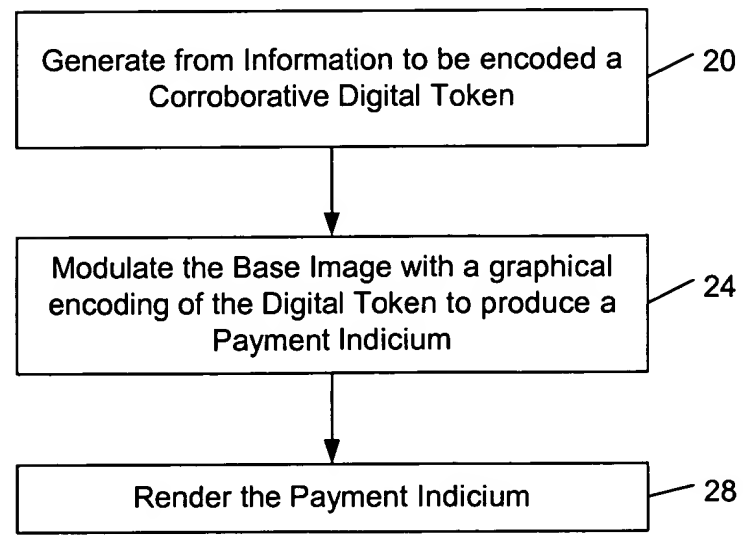 Generate from Information to be encoded a
Corroborative Digital Token
20
Modulate the Base Image with a graphical
encoding of the Digital Token to produce a
Payment Indicium
24
Render the Payment Indicium
28